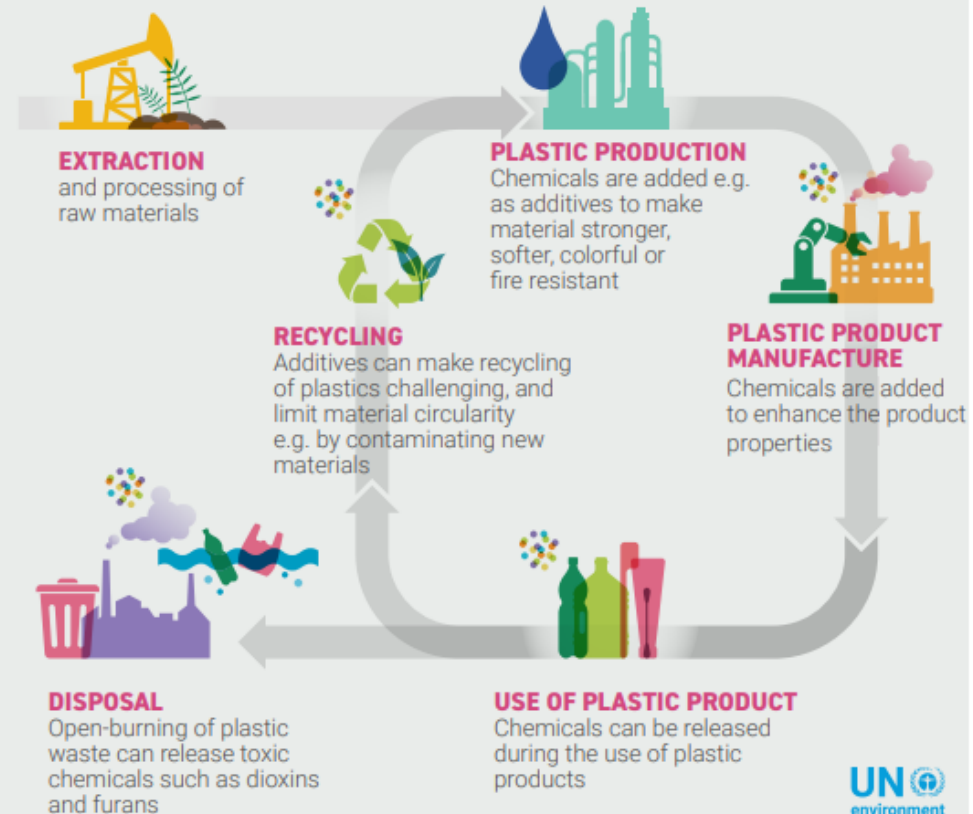 EXTRACTION
and processing of
raw materials
PLASTIC PRODUCTION
Chemicals are added e.g.
as additives to make
material stronger,
softer, colorful or
fire resistant
PLASTIC PRODUCT
MANUFACTURE
Chemicals are added
to enhance the product
properties
RECYCLING
Additives can make recycling
of plastics challenging, and
limit material circularity
e.g. by contaminating new
materials
DISPOSAL
Open-burning of plastic
waste can release toxic
chemicals such as dioxins
and furans
USE OF PLASTIC PRODUCT
Chemicals can be released
during the use of plastic
products
UN
environment